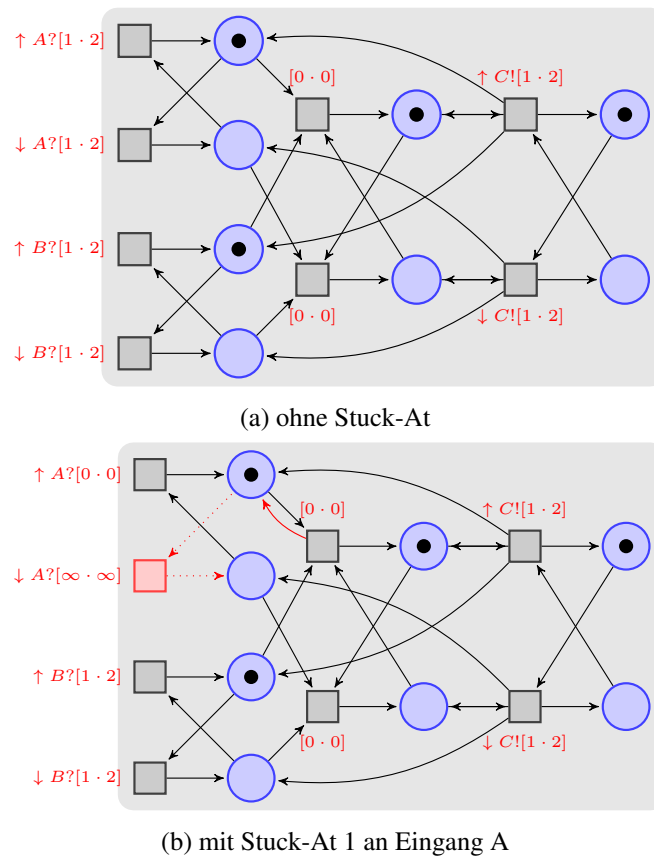 ↑ A?[1 · 2]
[0 · 0]
↑ C![1 · 2]
↓ A?[1 · 2]
↑ B?[1 · 2]
[0 · 0]
↓ C![1 · 2]
↓ B?[1 · 2]
(a) ohne Stuck-At
↑ A?[0 · 0]
[0 · 0]
↑ C![1 · 2]
↓ A?[∞ · ∞]
↑ B?[1 · 2]
[0 · 0]
↓ C![1 · 2]
↓ B?[1 · 2]
(b) mit Stuck-At 1 an Eingang A